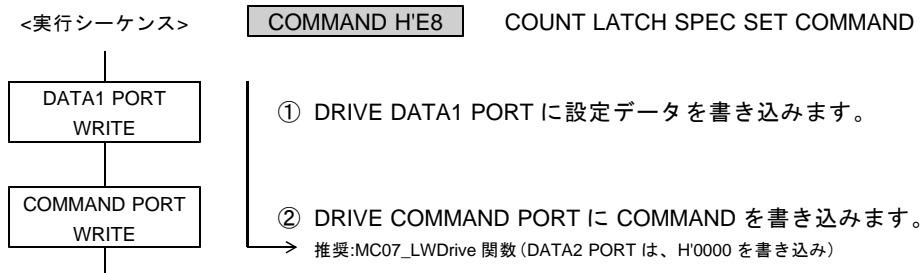 <実行シーケンス> COMMAND H'E8 COUNT LATCH SPEC SET COMMAND
DATA1 PORT
WRITE
① DRIVE DATA1 PORT に設定データを書き込みます。
COMMAND PORT
WRITE
② DRIVE COMMAND PORT に COMMAND を書き込みます。
推奨:MC07_LWDrive 関数(DATA2 PORT は、H'0000 を書き込み)